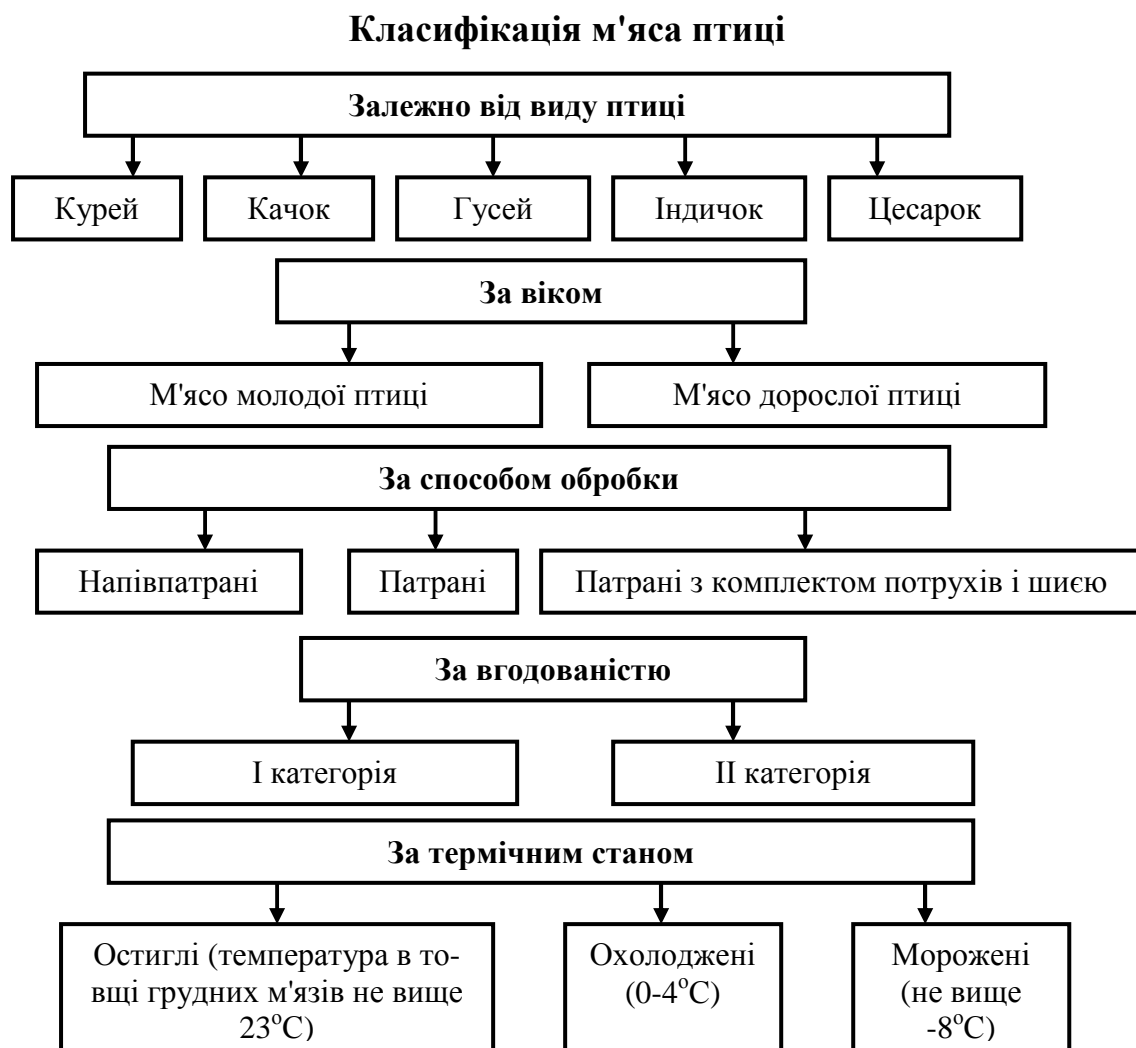 Класифікація м'яса птиці
Залежно від виду птиці
Курей Качок Гусей Індичок Цесарок
За віком
М'ясо молодої птиці М'ясо дорослої птиці
За способом обробки
Напівпатрані Патрані Патрані з комплектом потрухів і шиєю
За вгодованістю
I категорія II категорія
За термічним станом
Остиглі (температура в то-
вщі грудних м'язів не вище
23°С)
Охолоджені
(0-4°С)
Морожені
(не вище
-8°С)